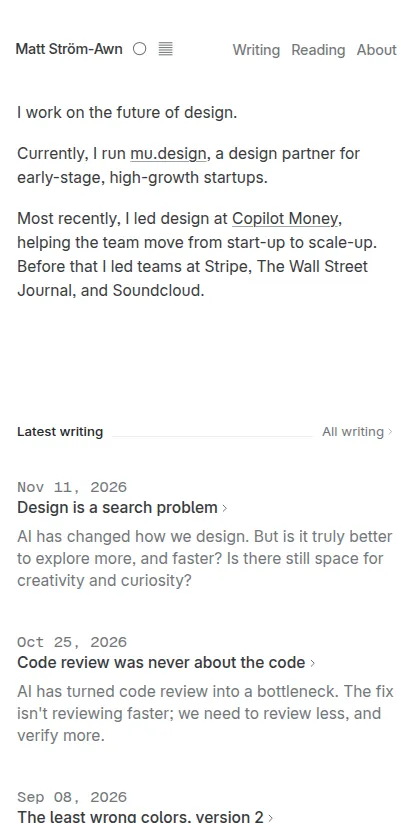 Matt Ström-Awn
Writing Reading About
I work on the future of design.
Currently, I run mu.design, a design partner for
early-stage, high-growth startups.
Most recently, I led design at Copilot Money,
helping the team move from start-up to scale-up.
Before that I led teams at Stripe, The Wall Street
Journal, and Soundcloud.
Latest writing
All writing ›
Nov 11, 2026
Design is a search problem ›
AI has changed how we design. But is it truly better
to explore more, and faster? Is there still space for
creativity and curiosity?
Oct 25, 2026
Code review was never about the code ›
AI has turned code review into a bottleneck. The fix
isn't reviewing faster; we need to review less, and
verify more.
Sep 08, 2026
The least wrong colors, version 2 ›